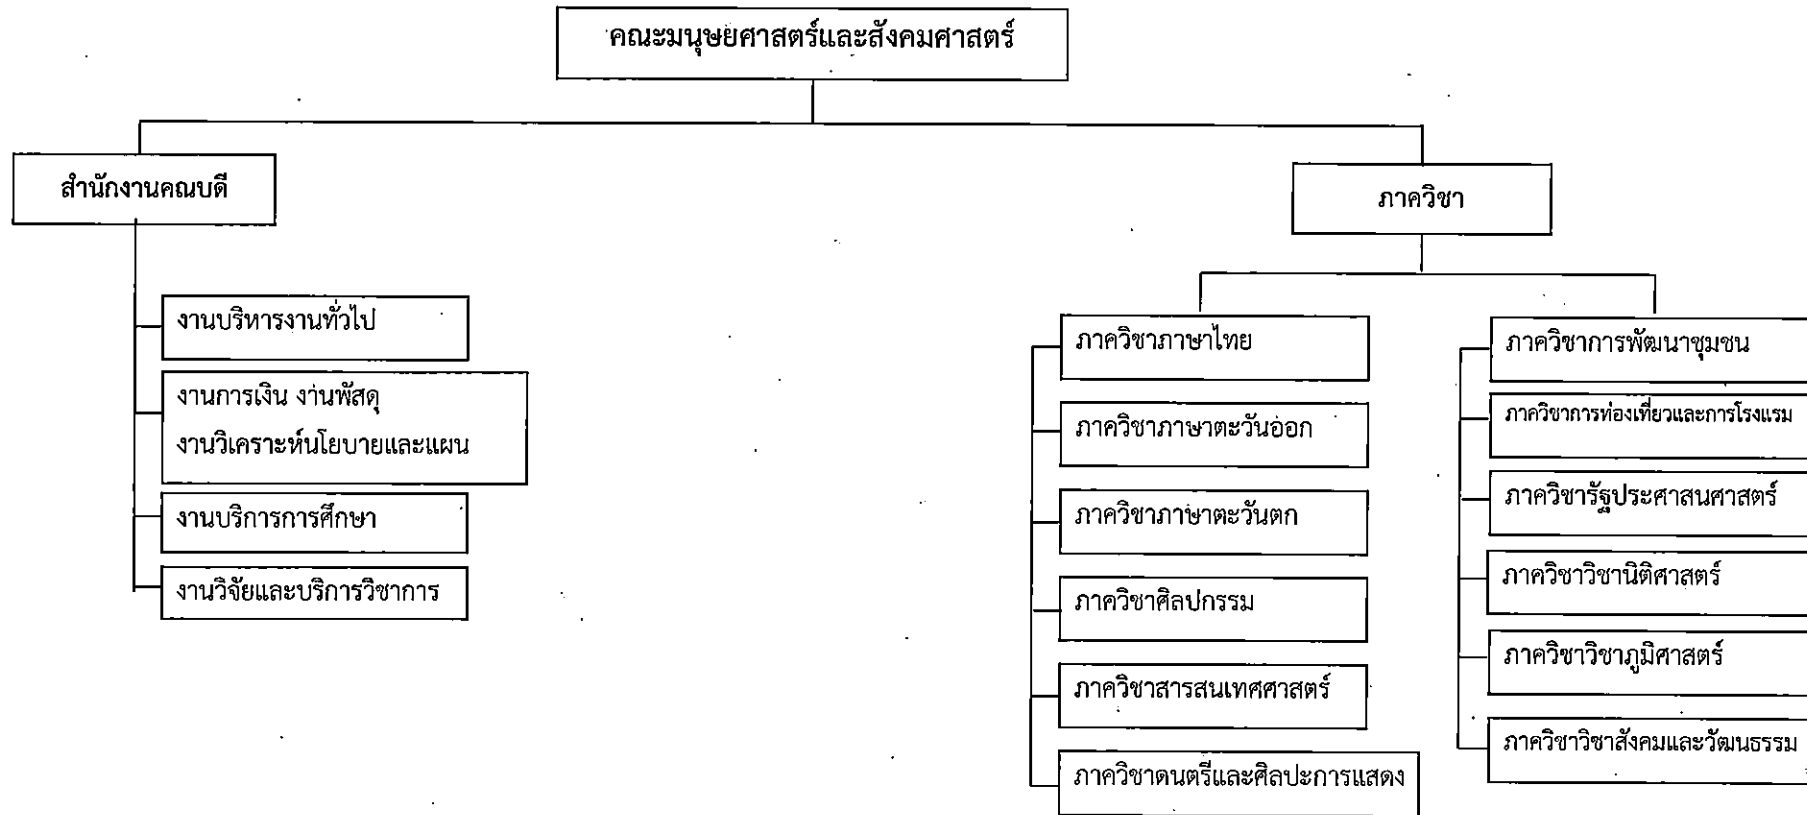 คณะมนุษยศาสตร์และสังคมศาสตร์
สำนักงานคณบดี
งานบริหารงานทั่วไป
งานการเงิน งานพัสดุ
งานวิเคราะห์นโยบายและแผน
งานบริการการศึกษา
งานวิจัยและบริการวิชาการ
ภาควิชา
ภาควิชาภาษาไทย
ภาควิชาภาษาตะวันออก
ภาควิชาภาษาตะวันตก
ภาควิชาศิลปกรรม
ภาควิชาสารสนเทศศาสตร์
ภาควิชาดนตรีและศิลปะการแสดง
ภาควิชาการพัฒนาชุมชน
ภาควิชาการท่องเที่ยวและการโรงแรม
ภาควิชารัฐประศาสนศาสตร์
ภาควิชาวิชานิติศาสตร์
ภาควิชาวิชาภูมิศาสตร์
ภาควิชาวิชาสังคมและวัฒนธรรม